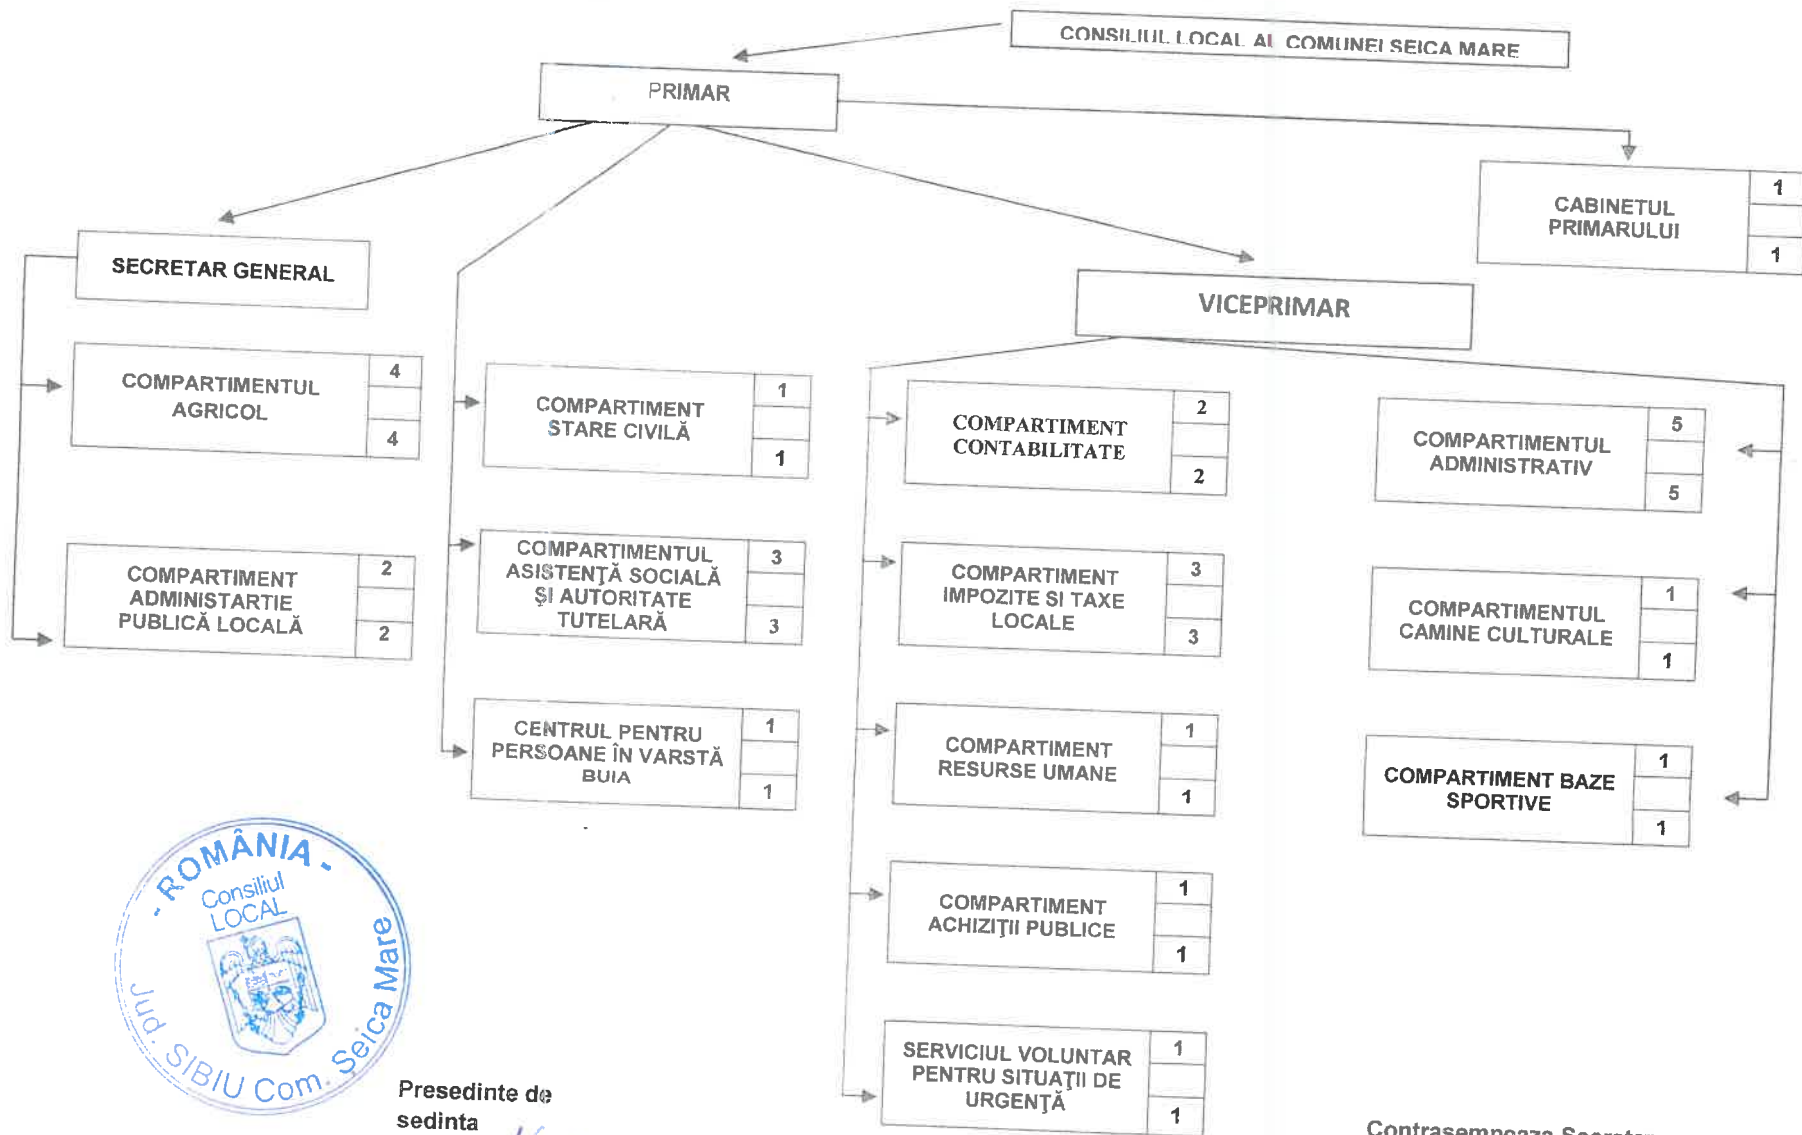 CONSILIUL LOCAL AL COMUNEI SEICA MARE
PRIMAR
CABINETUL
PRIMARULUI
1
1
SECRETAR GENERAL
VICEPRIMAR
COMPARTIMENTUL
AGRICOL
4
4
COMPARTIMENT
STARE CIVILĂ
1
1
COMPARTIMENT
CONTABILITATE
2
2
COMPARTIMENTUL
ADMINISTRATIV
5
5
COMPARTIMENT
ADMINISTARTIE
PUBLICĂ LOCALĂ
2
2
COMPARTIMENTUL
ASISTENŢĂ SOCIALĂ
ŞI AUTORITATE
TUTELARĂ
3
3
COMPARTIMENT
IMPOZITE SI TAXE
LOCALE
3
3
COMPARTIMENTUL
CAMINE CULTURALE
1
1
CENTRUL PENTRU
PERSOANE ÎN VARSTĂ
BUIA
1
1
COMPARTIMENT
RESURSE UMANE
1
1
COMPARTIMENT BAZE
SPORTIVE
1
1
COMPARTIMENT
ACHIZIŢII PUBLICE
1
1
SERVICIUL VOLUNTAR
PENTRU SITUAŢII DE
URGENŢĂ
1
1
- ROMÂNIA -
Consiliul
LOCAL
Jud. SIBIU Com. Seica Mare
Presedinte de
sedinta